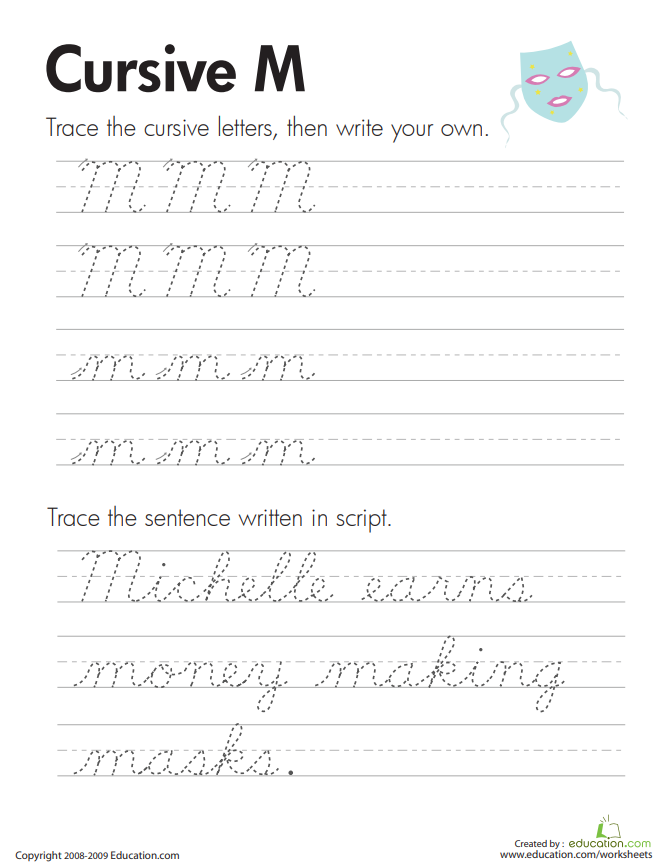 Cursive M
Trace the cursive letters, then write your own.
M M M
M M M
m m m
m m m
Trace the sentence written in script.
Michelle earns
money making
masks.
Copyright 2008-2009 Education.com
Created by : education.com
www.education.com/worksheets